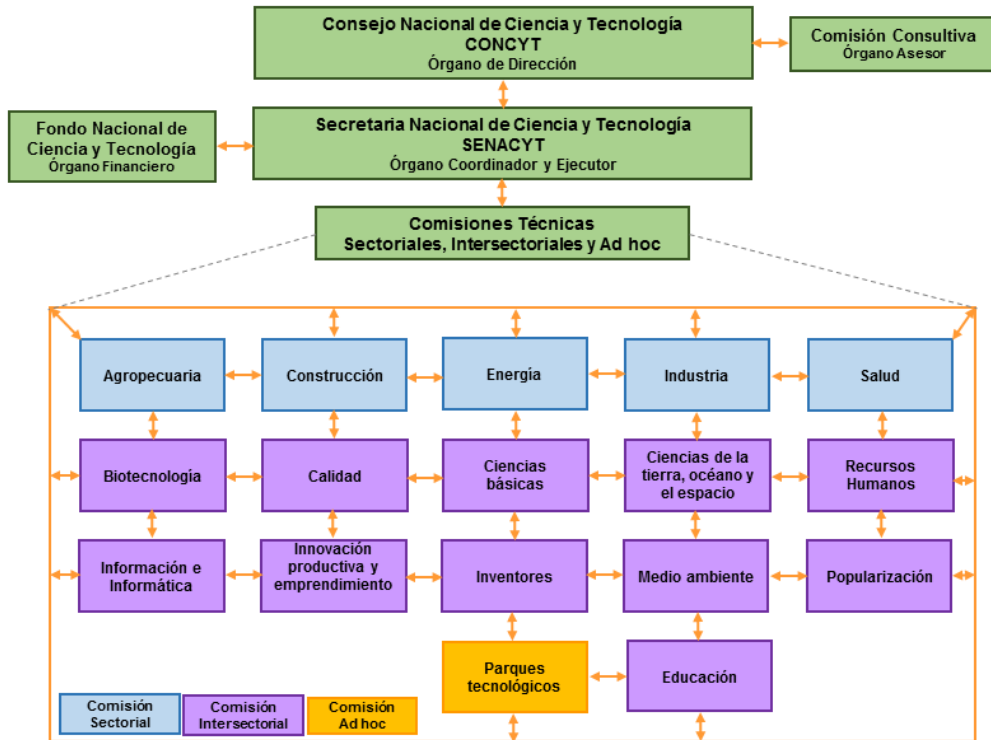 Consejo Nacional de Ciencia y Tecnología
CONCYT
Órgano de Dirección
Comisión Consultiva
Órgano Asesor
Fondo Nacional de
Ciencia y Tecnología
Órgano Financiero
Secretaria Nacional de Ciencia y Tecnología
SENACYT
Órgano Coordinador y Ejecutor
Comisiones Técnicas
Sectoriales, Intersectoriales y Ad hoc
Agropecuaria
Construcción
Energía
Industria
Salud
Biotecnología
Calidad
Ciencias
básicas
Ciencias de la
tierra, océano y
el espacio
Recursos
Humanos
Información e
Informática
Innovación
productiva y
emprendimiento
Inventores
Medio ambiente
Popularización
Parques
tecnológicos
Educación
Comisión
Sectorial
Comisión
Intersectorial
Comisión
Ad hoc